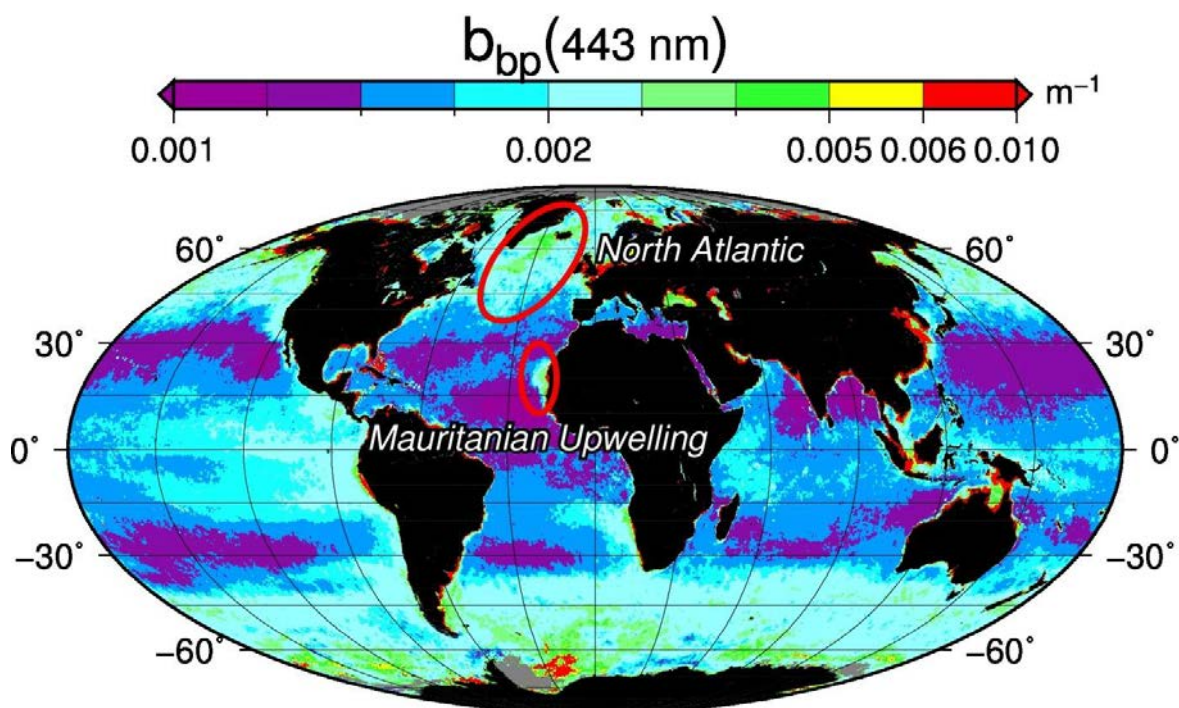 b_bp(443 nm)
m⁻¹
0.001 0.002 0.005 0.006 0.010
60° 60°
North Atlantic
30° 30°
Mauritanian Upwelling
0° 0°
−30° −30°
−60° −60°